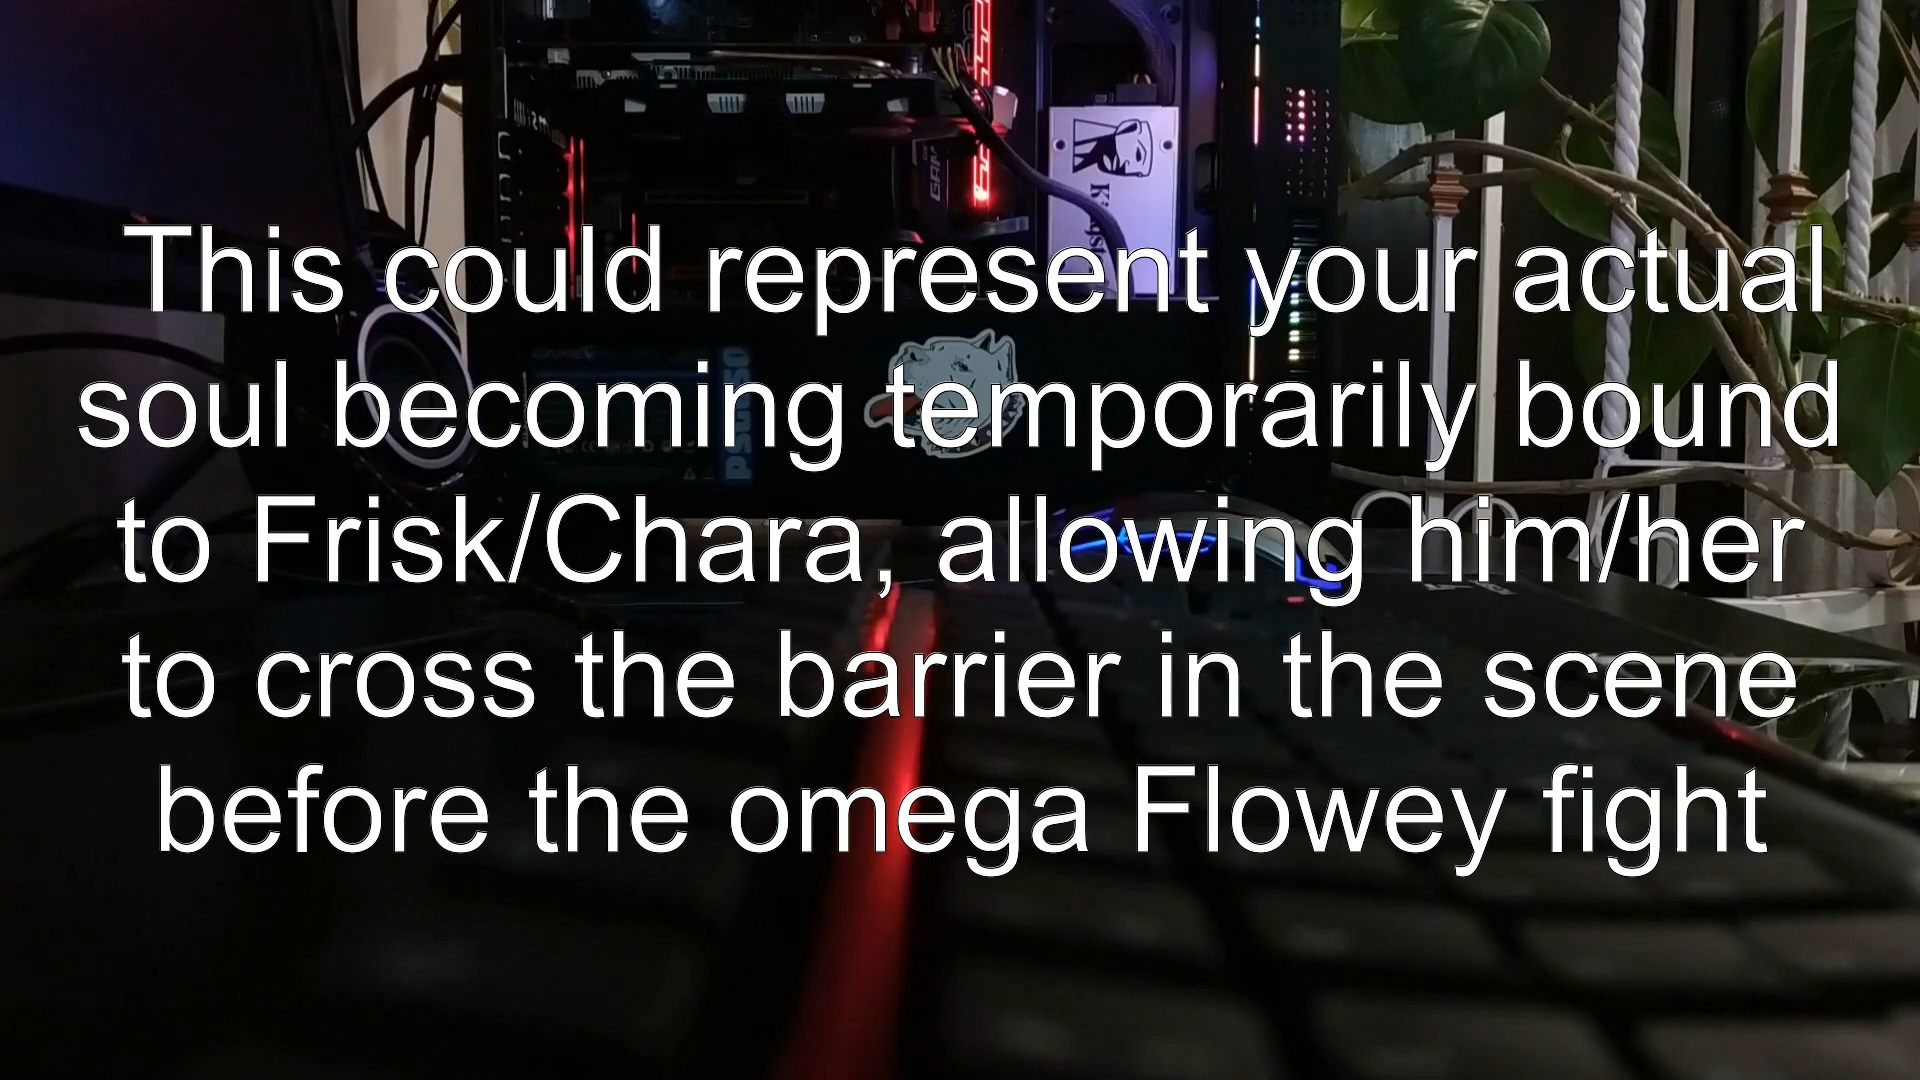 This could represent your actual
soul becoming temporarily bound
to Frisk/Chara, allowing him/her
to cross the barrier in the scene
before the omega Flowey fight